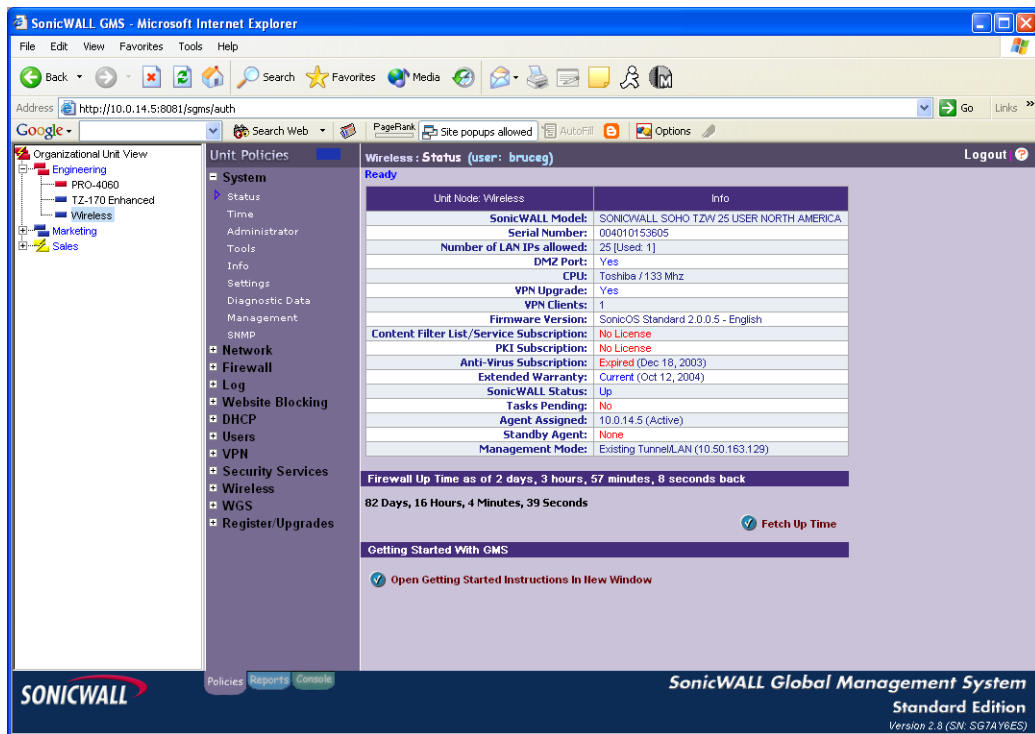 SonicWALL GMS - Microsoft Internet Explorer
File Edit View Favorites Tools Help
Back Search Favorites Media
Address http://10.0.14.5:8081/sgms/auth Go Links »
Google Search Web PageRank Site popups allowed AutoFill Options
Organizational Unit View
Engineering
PRO-4060
TZ-170 Enhanced
Wireless
Marketing
Sales
Unit Policies
System
Status
Time
Administrator
Tools
Info
Settings
Diagnostic Data
Management
SNMP
Network
Firewall
Log
Website Blocking
DHCP
Users
VPN
Security Services
Wireless
WGS
Register/Upgrades
Wireless : Status (user: bruceg) Logout ?
Ready
Unit Node: Wireless Info
SonicWALL Model: SONICWALL SOHO TZW 25 USER NORTH AMERICA
Serial Number: 004010153605
Number of LAN IPs allowed: 25 [Used: 1]
DMZ Port: Yes
CPU: Toshiba / 133 Mhz
VPN Upgrade: Yes
VPN Clients: 1
Firmware Version: SonicOS Standard 2.0.0.5 - English
Content Filter List/Service Subscription: No License
PKI Subscription: No License
Anti-Virus Subscription: Expired (Dec 18, 2003)
Extended Warranty: Current (Oct 12, 2004)
SonicWALL Status: Up
Tasks Pending: No
Agent Assigned: 10.0.14.5 (Active)
Standby Agent: None
Management Mode: Existing Tunnel/LAN (10.50.163.129)
Firewall Up Time as of 2 days, 3 hours, 57 minutes, 8 seconds back
82 Days, 16 Hours, 4 Minutes, 39 Seconds
Fetch Up Time
Getting Started With GMS
Open Getting Started Instructions In New Window
Policies Reports Console
SONICWALL
SonicWALL Global Management System
Standard Edition
Version 2.8 (SN: SG7AY6ES)